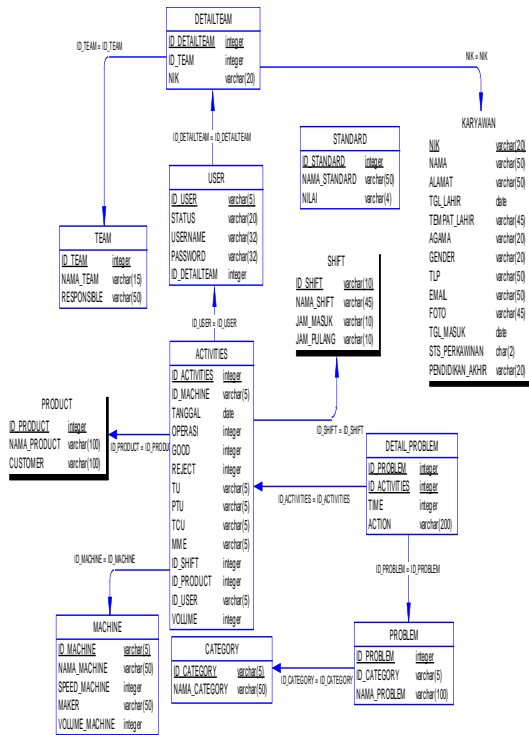 DETAILTEAM
ID_DETAILTEAM integer
ID_TEAM integer
NIK varchar(20)
ID_TEAM = ID_TEAM
NIK = NIK
ID_DETAILTEAM = ID_DETAILTEAM
KARYAWAN
NIK varchar(20)
NAMA varchar(50)
ALAMAT varchar(50)
TGL_LAHIR date
TEMPAT_LAHIR varchar(45)
AGAMA varchar(20)
GENDER varchar(20)
TLP varchar(50)
EMAIL varchar(50)
FOTO varchar(45)
TGL_MASUK date
STS_PERKAWINAN char(2)
PENDIDIKAN_AKHIR varchar(20)
STANDARD
ID_STANDARD integer
NAMA_STANDARD varchar(50)
NILAI varchar(4)
USER
ID_USER varchar(5)
STATUS varchar(20)
USERNAME varchar(32)
PASSWORD varchar(32)
ID_DETAILTEAM integer
TEAM
ID_TEAM integer
NAMA_TEAM varchar(15)
RESPONSIBLE varchar(50)
SHIFT
ID_SHIFT varchar(10)
NAMA_SHIFT varchar(45)
JAM_MASUK varchar(10)
JAM_PULANG varchar(10)
ID_USER = ID_USER
ACTIVITIES
ID_ACTIVITIES integer
ID_MACHINE varchar(5)
TANGGAL date
OPERASI integer
GOOD integer
REJECT integer
TU varchar(5)
PTU varchar(5)
TCU varchar(5)
MME varchar(5)
ID_SHIFT integer
ID_PRODUCT integer
ID_USER varchar(5)
VOLUME integer
PRODUCT
ID_PRODUCT integer
NAMA_PRODUCT varchar(100)
CUSTOMER varchar(100)
ID_PRODUCT = ID_PRODU
ID_SHIFT = ID_SHIFT
DETAIL_PROBLEM
ID_PROBLEM integer
ID_ACTIVITIES integer
TIME integer
ACTION varchar(200)
ID_ACTIVITIES = ID_ACTIVITIES
ID_MACHINE = ID_MACHINE
ID_PROBLEM = ID_PROBLEM
MACHINE
ID_MACHINE varchar(5)
NAMA_MACHINE varchar(50)
SPEED_MACHINE integer
MAKER varchar(50)
VOLUME_MACHINE integer
CATEGORY
ID_CATEGORY varchar(5)
NAMA_CATEGORY varchar(50)
ID_CATEGORY = ID_CATEGORY
PROBLEM
ID_PROBLEM integer
ID_CATEGORY varchar(5)
NAMA_PROBLEM varchar(100)